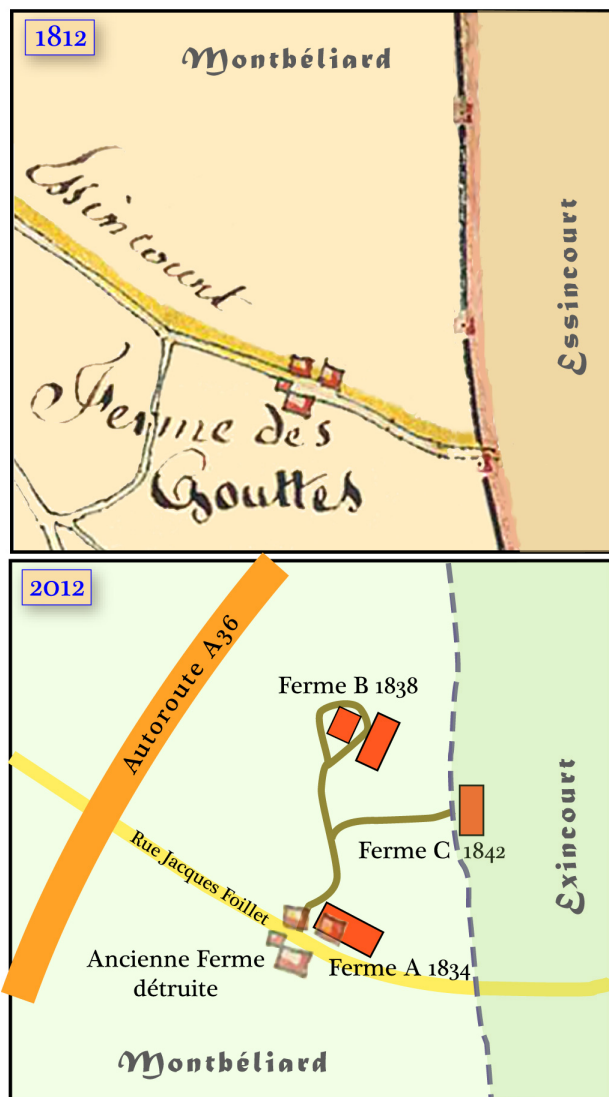 1812
Montbéliard
Essincourt
Essincourt
Ferme des
Gouttes
2012
Autoroute A36
Ferme B 1838
Exincourt
Ferme C 1842
Rue Jacques Foillet
Ancienne Ferme
détruite
Ferme A 1834
Montbéliard